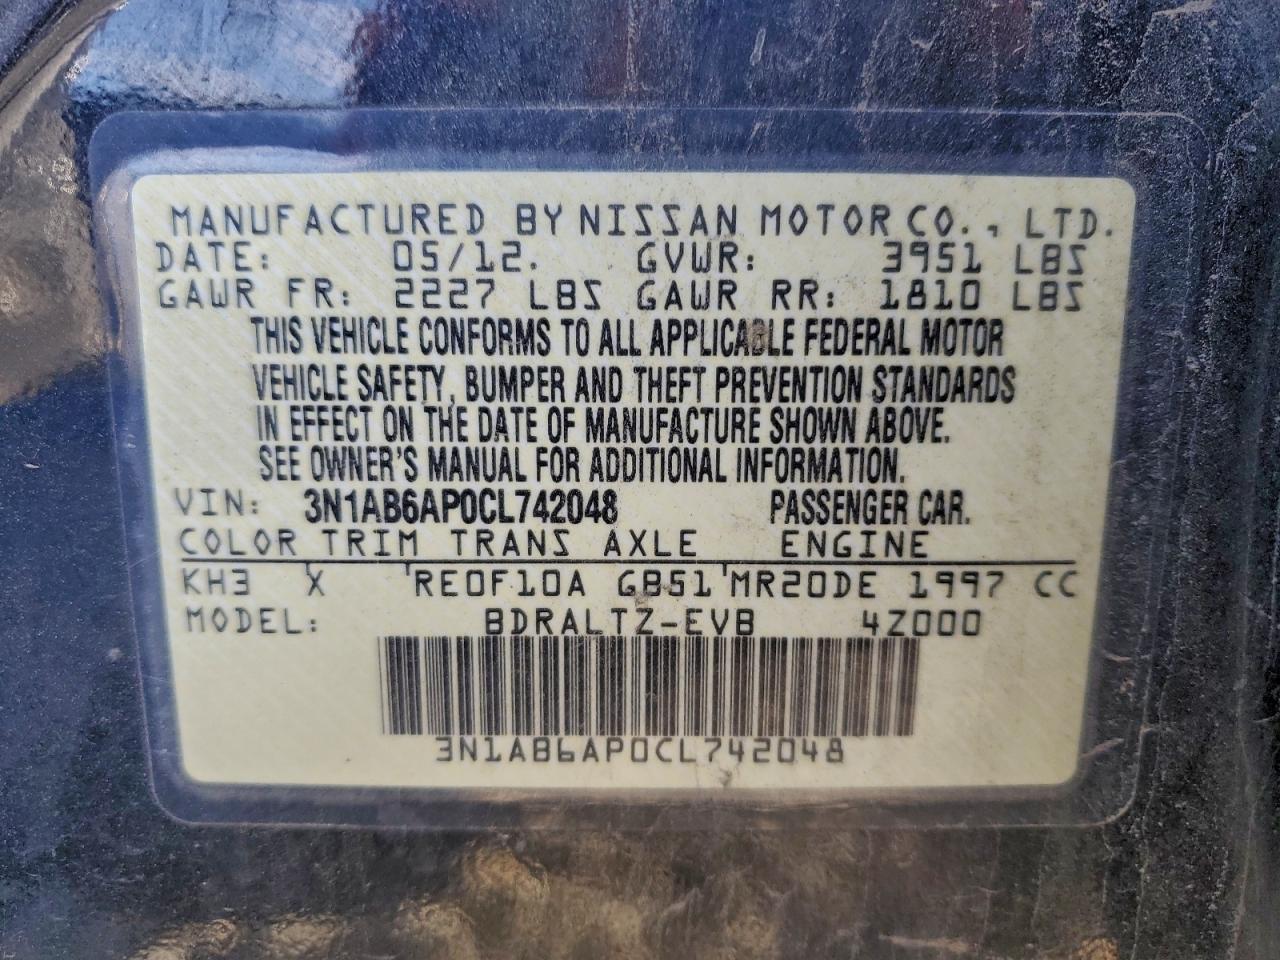 MANUFACTURED BY NISSAN MOTOR CO., LTD.
DATE: 05/12. GVWR: 3951 LBS
GAWR FR: 2227 LBS GAWR RR: 1810 LBS
THIS VEHICLE CONFORMS TO ALL APPLICABLE FEDERAL MOTOR
VEHICLE SAFETY, BUMPER AND THEFT PREVENTION STANDARDS
IN EFFECT ON THE DATE OF MANUFACTURE SHOWN ABOVE.
SEE OWNER'S MANUAL FOR ADDITIONAL INFORMATION.
VIN: 3N1AB6AP0CL742048 PASSENGER CAR.
COLOR TRIM TRANS AXLE ENGINE
KH3 X RE0F10A GB51 MR20DE 1997 CC
MODEL: BDRALTZ-EVB 4Z000
3N1AB6AP0CL742048